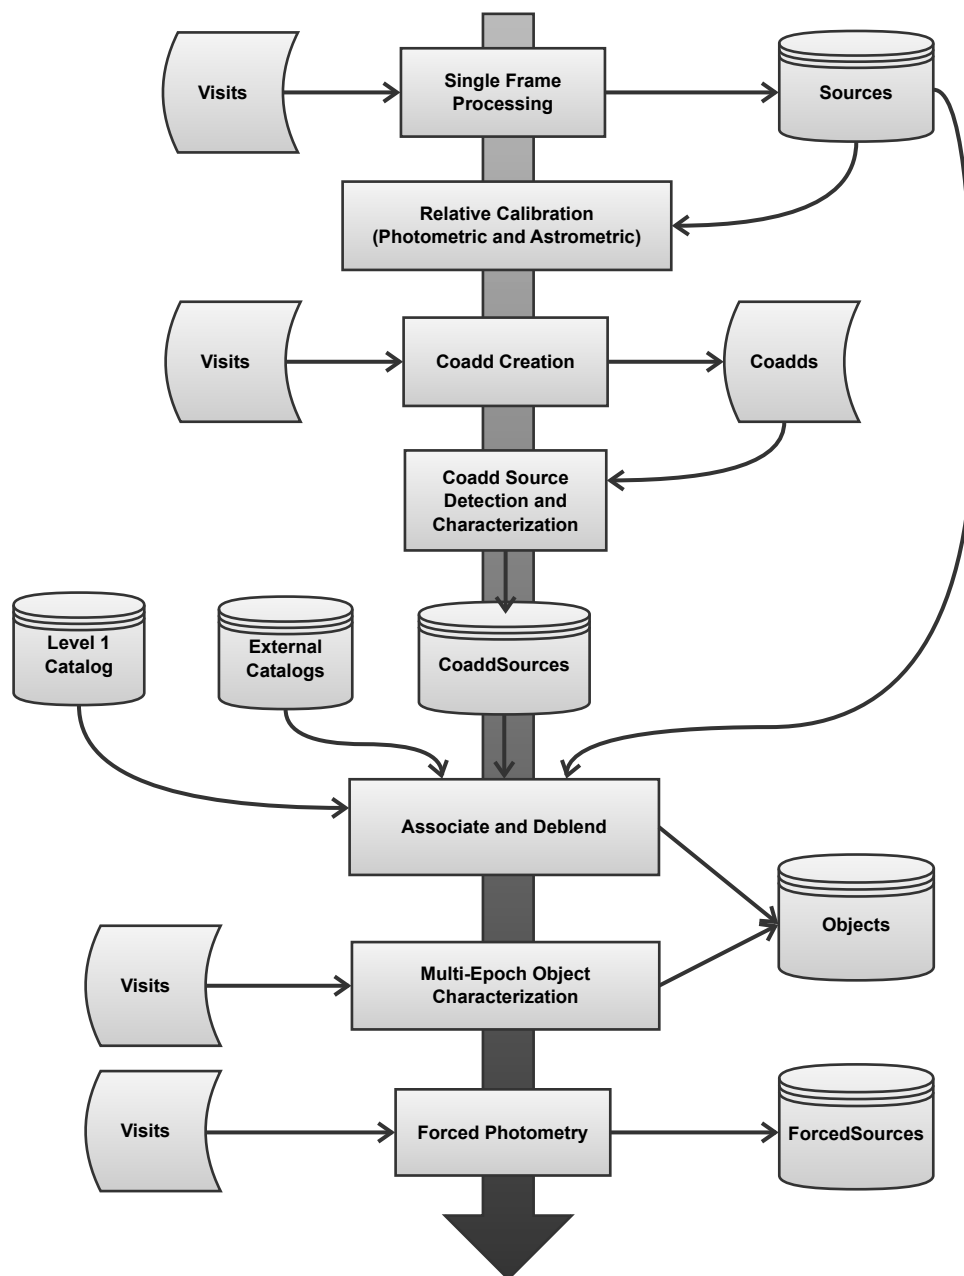 Visits
Single Frame
Processing
Sources
Relative Calibration
(Photometric and Astrometric)
Visits
Coadd Creation
Coadds
Coadd Source
Detection and
Characterization
Level 1
Catalog
External
Catalogs
CoaddSources
Associate and Deblend
Objects
Visits
Multi-Epoch Object
Characterization
Visits
Forced Photometry
ForcedSources